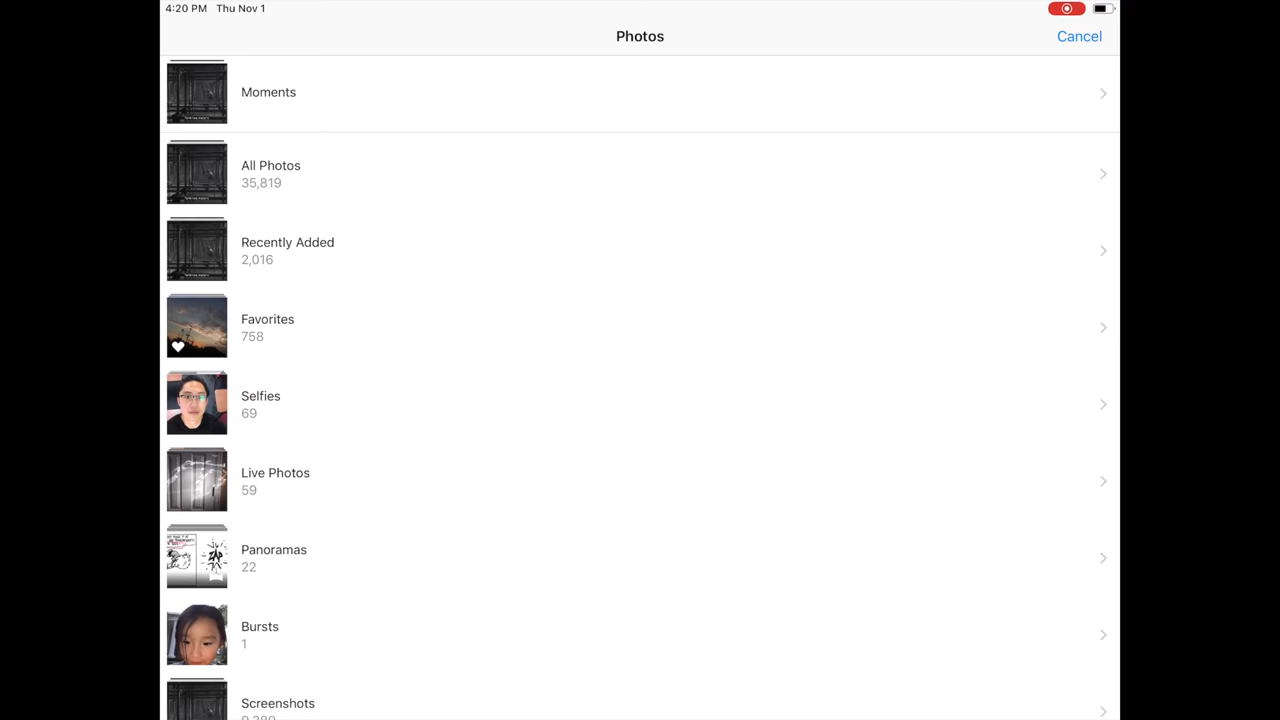 4:20 PM Thu Nov 1
Photos
Cancel
Moments
All Photos
35,819
Recently Added
2,016
Favorites
758
Selfies
69
Live Photos
59
Panoramas
22
Bursts
1
Screenshots